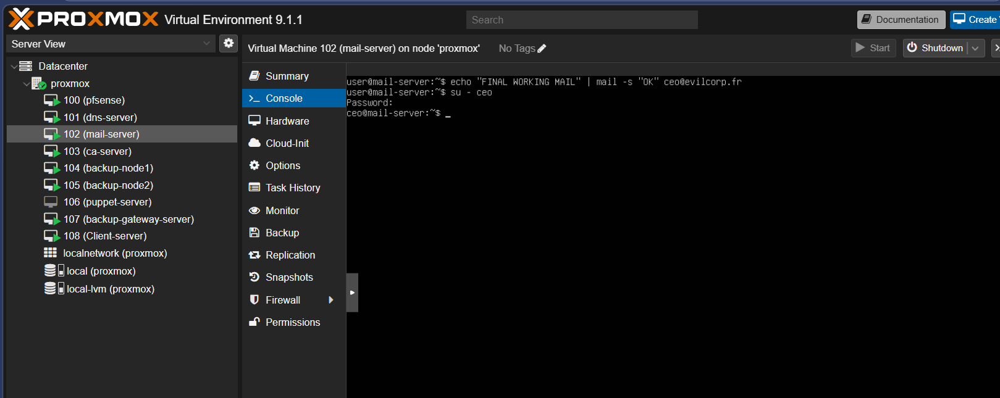 PROXMOX Virtual Environment 9.1.1
Search
Documentation
Create
Server View
Virtual Machine 102 (mail-server) on node 'proxmox'
No Tags
Start
Shutdown
Datacenter
proxmox
100 (pfsense)
101 (dns-server)
102 (mail-server)
103 (ca-server)
104 (backup-node1)
105 (backup-node2)
106 (puppet-server)
107 (backup-gateway-server)
108 (Client-server)
localnetwork (proxmox)
local (proxmox)
local-lvm (proxmox)
Summary
Console
Hardware
Cloud-Init
Options
Task History
Monitor
Backup
Replication
Snapshots
Firewall
Permissions
user@mail-server:~$ echo "FINAL WORKING MAIL" | mail -s "OK" ceo@evilcorp.fr
user@mail-server:~$ su - ceo
Password:
ceo@mail-server:~$ _